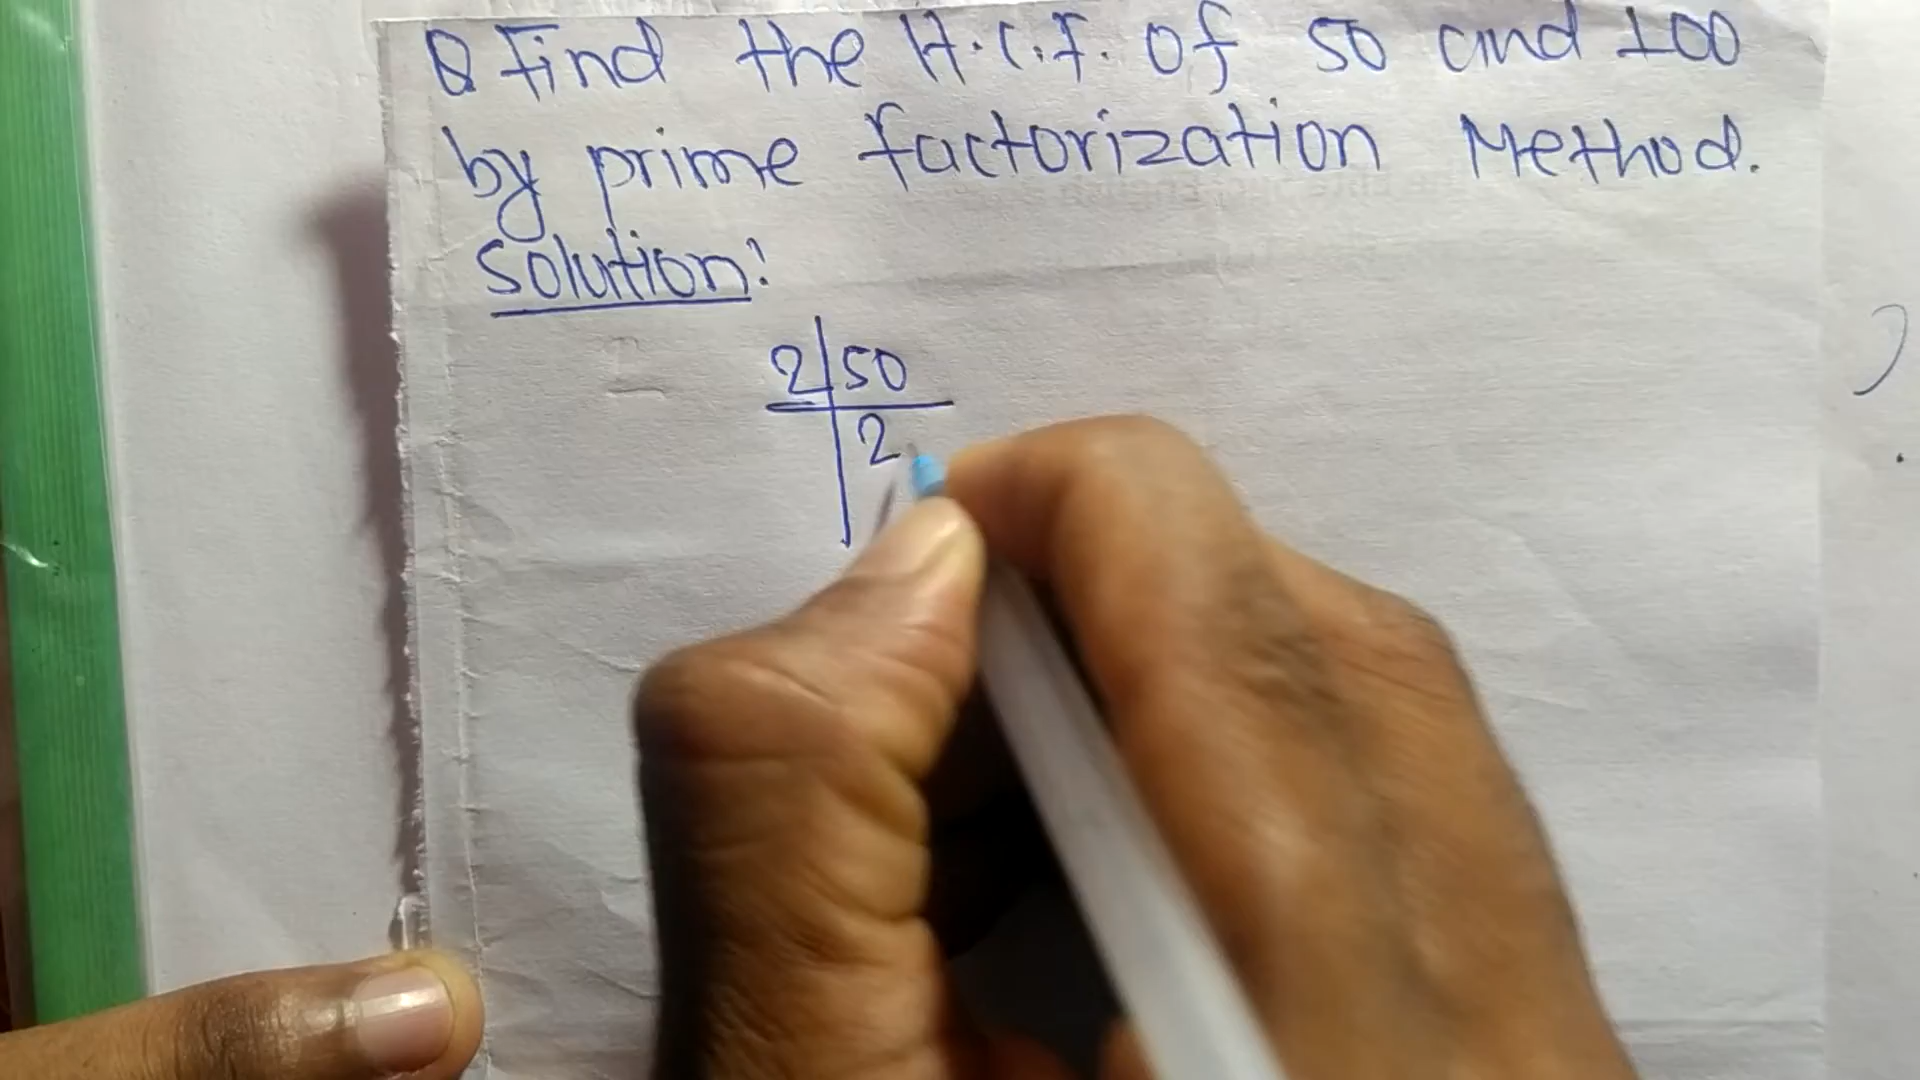 Q Find the H.C.F. of 50 and 100
by prime factorization Method.
Solution:
2 50
2